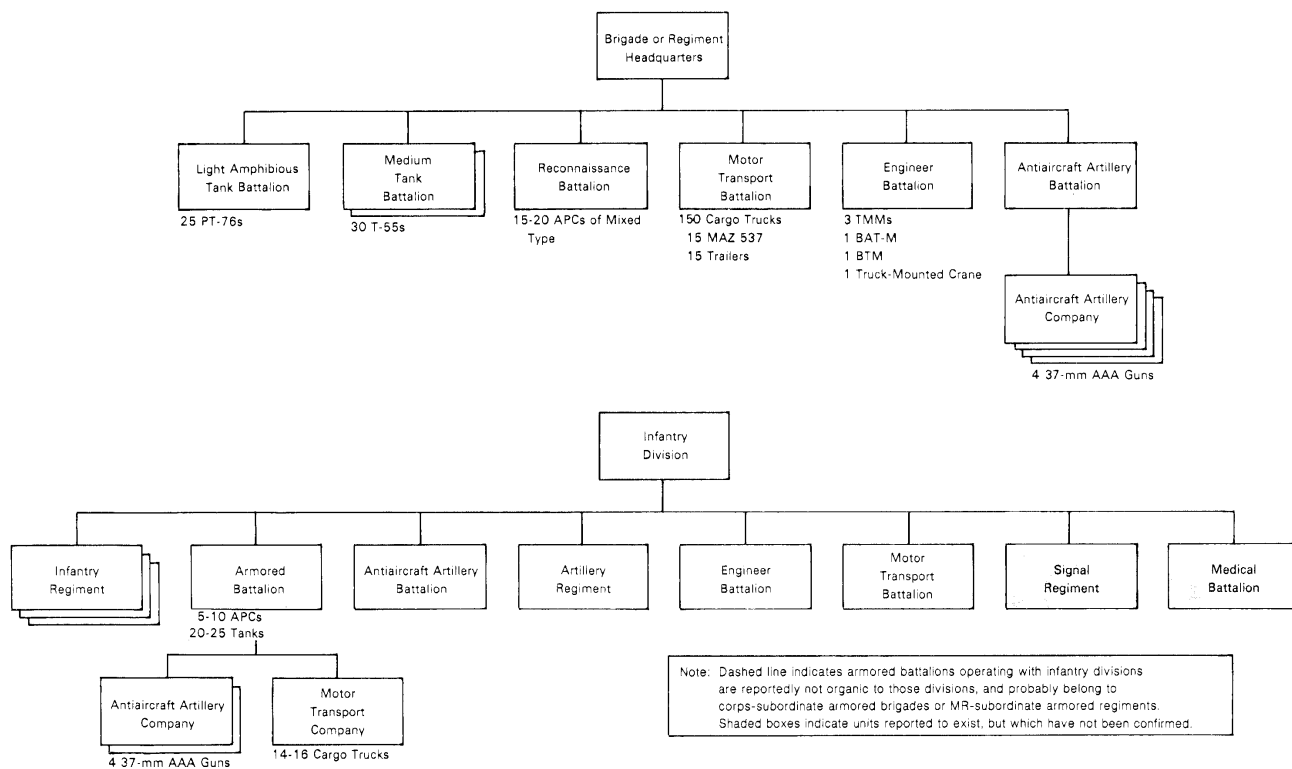 Brigade or Regiment
Headquarters
Light Amphibious
Tank Battalion
25 PT-76s
Medium
Tank
Battalion
30 T-55s
Reconnaissance
Battalion
15-20 APCs of Mixed
Type
Motor
Transport
Battalion
150 Cargo Trucks
15 MAZ 537
15 Trailers
Engineer
Battalion
3 TMMs
1 BAT-M
1 BTM
1 Truck-Mounted Crane
Antiaircraft Artillery
Battalion
Antiaircraft Artillery
Company
4 37-mm AAA Guns
Infantry
Division
Infantry
Regiment
Armored
Battalion
5-10 APCs
20-25 Tanks
Antiaircraft Artillery
Battalion
Artillery
Regiment
Engineer
Battalion
Motor
Transport
Battalion
Signal
Regiment
Medical
Battalion
Antiaircraft Artillery
Company
4 37-mm AAA Guns
Motor
Transport
Company
14-16 Cargo Trucks
Note: Dashed line indicates armored battalions operating with infantry divisions
are reportedly not organic to those divisions, and probably belong to
corps-subordinate armored brigades or MR-subordinate armored regiments.
Shaded boxes indicate units reported to exist, but which have not been confirmed.